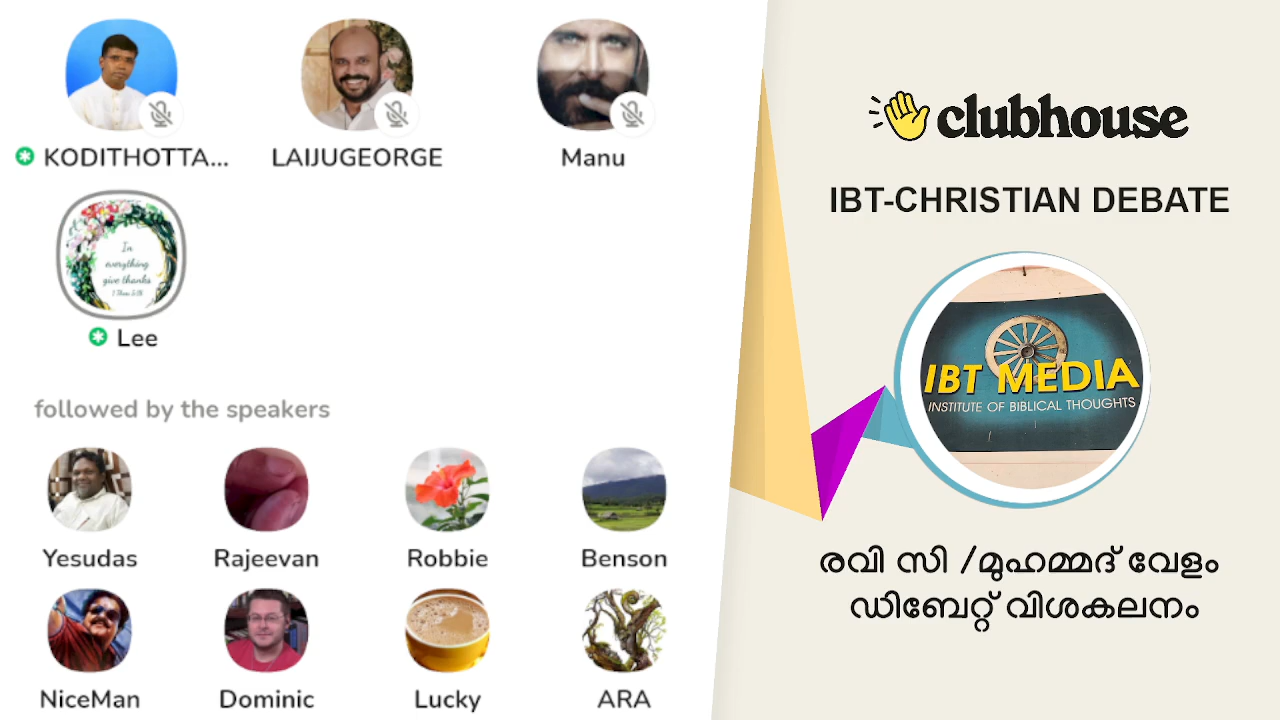 KODITHOTTA...
LAIJUGEORGE
Manu
In
everything
give thanks
Lee
followed by the speakers
Yesudas
Rajeevan
Robbie
Benson
NiceMan
Dominic
Lucky
ARA
clubhouse
IBT-CHRISTIAN DEBATE
IBT MEDIA
INSTITUTE OF BIBLICAL THOUGHTS
രവി സി /മുഹമ്മദ് വേളം
ഡിബേറ്റ് വിശകലനം